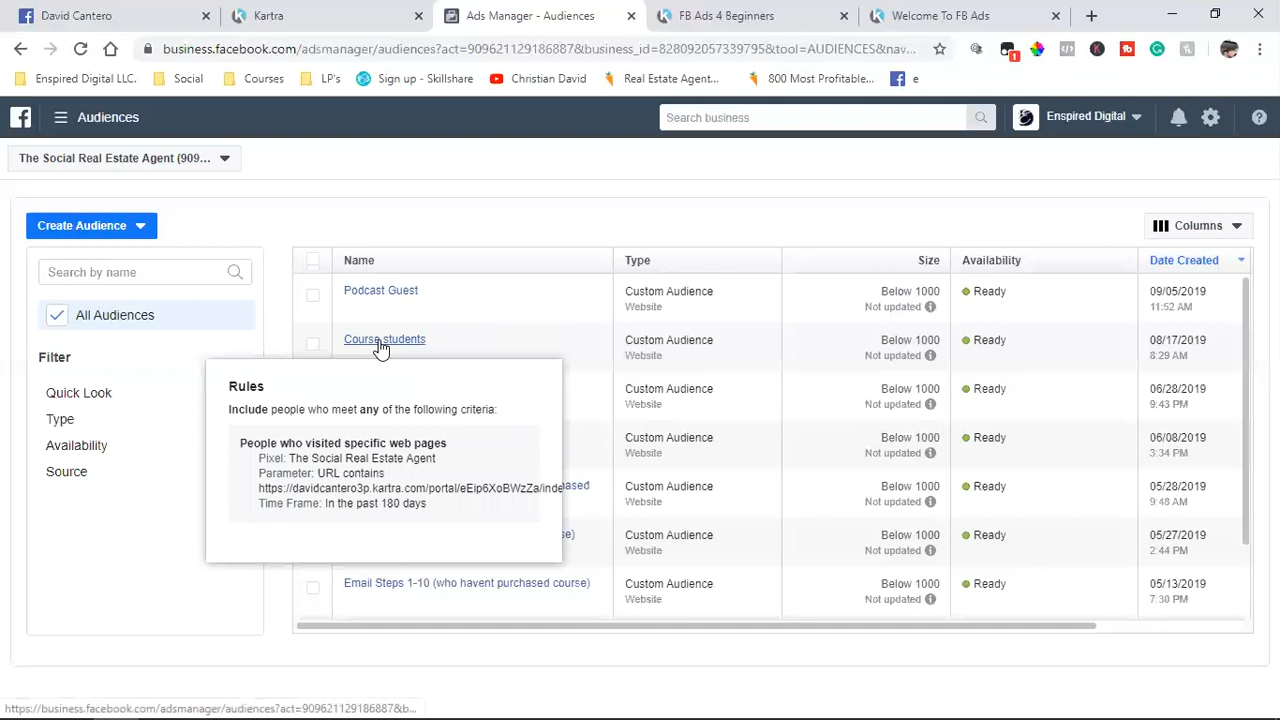 David Cantero
Kartra
Ads Manager - Audiences
FB Ads 4 Beginners
Welcome To FB Ads
business.facebook.com/adsmanager/audiences?act=909621129186887&business_id=828092057339795&tool=AUDIENCES&nav...
1
Enspired Digital LLC.
Social
Courses
LP's
Sign up - Skillshare
Christian David
Real Estate Agent...
800 Most Profitable...
e
Audiences
Search business
Enspired Digital
The Social Real Estate Agent (909...
Create Audience
Columns
Search by name
All Audiences
Filter
Quick Look
Type
Availability
Source
Name Type Size Availability Date Created
Podcast Guest Custom Audience Below 1000 Ready 09/05/2019
Website Not updated 11:52 AM
Course students Custom Audience Below 1000 Ready 08/17/2019
Website Not updated 8:29 AM
Custom Audience Below 1000 Ready 06/28/2019
Website Not updated 9:43 PM
Custom Audience Below 1000 Ready 06/08/2019
Website Not updated 3:34 PM
ased Custom Audience Below 1000 Ready 05/28/2019
Website Not updated 9:48 AM
se) Custom Audience Below 1000 Ready 05/27/2019
Website Not updated 2:44 PM
Email Steps 1-10 (who havent purchased course) Custom Audience Below 1000 Ready 05/13/2019
Website Not updated 7:30 PM
Rules
Include people who meet any of the following criteria:
People who visited specific web pages
Pixel: The Social Real Estate Agent
Parameter: URL contains
https://davidcantero3p.kartra.com/portal/eEip6XoBWzZa/inde
Time Frame: In the past 180 days
https://business.facebook.com/adsmanager/audiences?act=909621129186887&b...